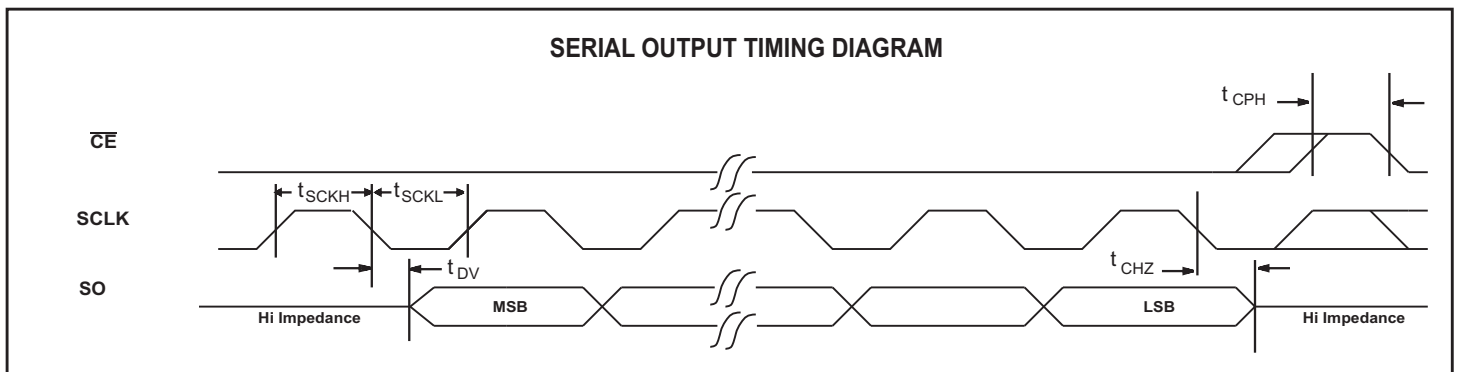 SERIAL OUTPUT TIMING DIAGRAM
t CPH
CE
t SCKH t SCKL
SCLK
t DV
t CHZ
SO
MSB
LSB
Hi Impedance
Hi Impedance